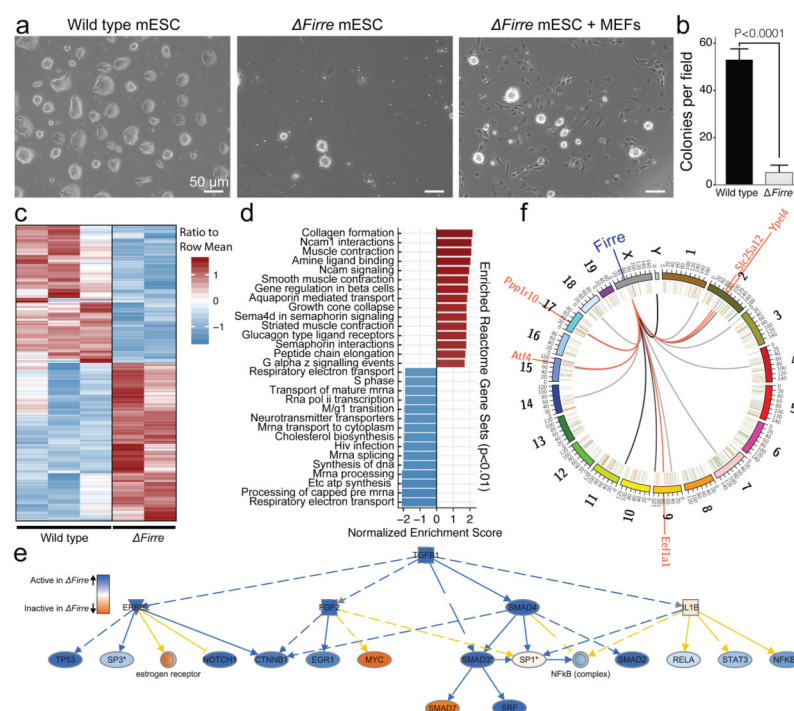 a
Wild type mESC
ΔFirre mESC
ΔFirre mESC + MEFs
50 μm
b
P<0.0001
Colonies per field
60
40
20
0
Wild type
ΔFirre
c
Ratio to
Row Mean
1
0
−1
Wild type
ΔFirre
d
Collagen formation
Ncam1 interactions
Muscle contraction
Amine ligand binding
Ncam signaling
Smooth muscle contraction
Gene regulation in beta cells
Aquaporin mediated transport
Growth cone collapse
Sema4d in semaphorin signaling
Striated muscle contraction
Glucagon type ligand receptors
Semaphorin interactions
Peptide chain elongation
G alpha z signalling events
Respiratory electron transport
S phase
Transport of mature mrna
Rna pol ii transcription
M/g1 transition
Neurotransmitter transporters
Mrna transport to cytoplasm
Cholesterol biosynthesis
Hiv infection
Mrna splicing
Synthesis of dna
Mrna processing
Etc atp synthesis
Processing of capped pre mrna
Respiratory electron transport
−2 −1 0 1 2
Normalized Enrichment Score
Enriched Reactome Gene Sets (p<0.01)
f
Firre
Slc25a12
Ypel4
Ppp1r10
Atf4
Eef1a1
X
Y
1
2
3
4
5
6
7
8
9
10
11
12
13
14
15
16
17
18
19
e
Active in ΔFirre
Inactive in ΔFirre
TGFB1
ERBB2
FGF2
SMAD4
IL1B
TP53
SP3*
estrogen receptor
NOTCH1
CTNNB1
EGR1
MYC
SMAD3*
SP1*
NFkB (complex)
SMAD2
RELA
STAT3
NFKB
SMAD7
SRF